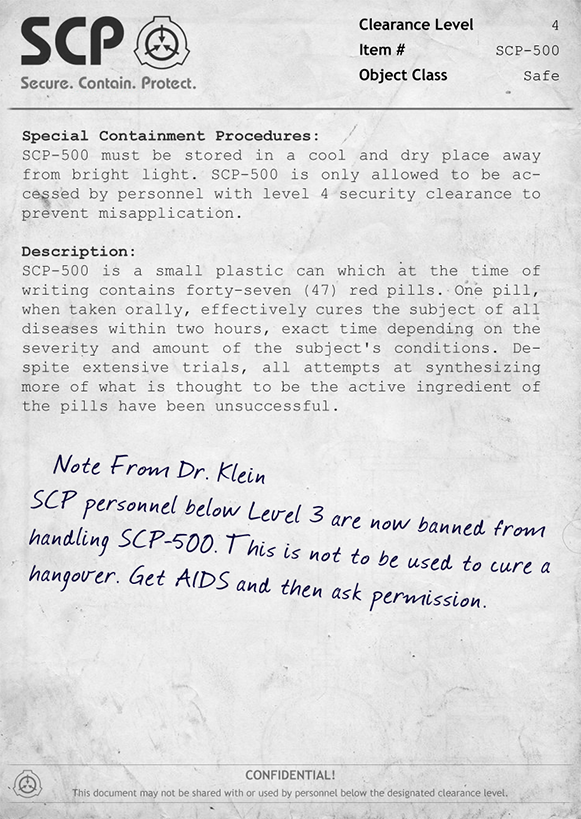 SCP
Secure. Contain. Protect.
Clearance Level 4
Item # SCP-500
Object Class Safe
Special Containment Procedures:
SCP-500 must be stored in a cool and dry place away
from bright light. SCP-500 is only allowed to be ac-
cessed by personnel with level 4 security clearance to
prevent misapplication.
Description:
SCP-500 is a small plastic can which at the time of
writing contains forty-seven (47) red pills. One pill,
when taken orally, effectively cures the subject of all
diseases within two hours, exact time depending on the
severity and amount of the subject's conditions. De-
spite extensive trials, all attempts at synthesizing
more of what is thought to be the active ingredient of
the pills have been unsuccessful.
Note From Dr. Klein
SCP personnel below Level 3 are now banned from
handling SCP-500. This is not to be used to cure a
hangover. Get AIDS and then ask permission.
CONFIDENTIAL!
This document may not be shared with or used by personnel below the designated clearance level.